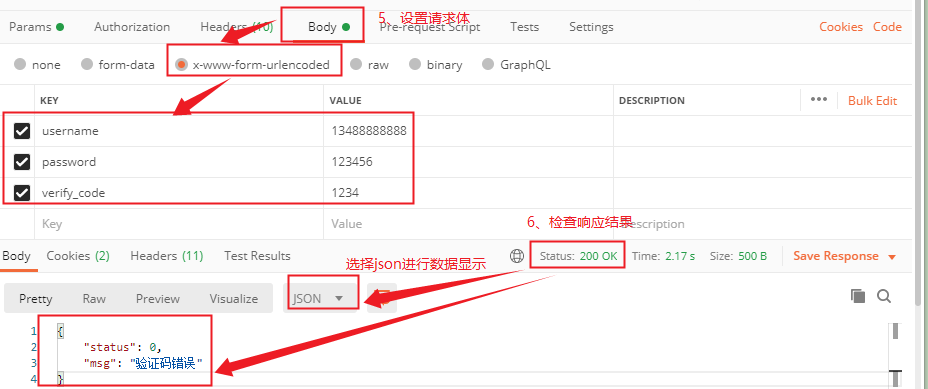 5、设置请求体
Params Authorization Headers (10) Body Pre-request Script Tests Settings Cookies Code
none form-data x-www-form-urlencoded raw binary GraphQL
KEY VALUE DESCRIPTION ••• Bulk Edit
username 13488888888
password 123456
verify_code 1234
Key Value Description
6、检查响应结果
Body Cookies (2) Headers (11) Test Results Status: 200 OK Time: 2.17 s Size: 500 B Save Response
选择json进行数据显示
Pretty Raw Preview Visualize JSON
1 {
2 "status": 0,
3 "msg": "验证码错误"
4 }